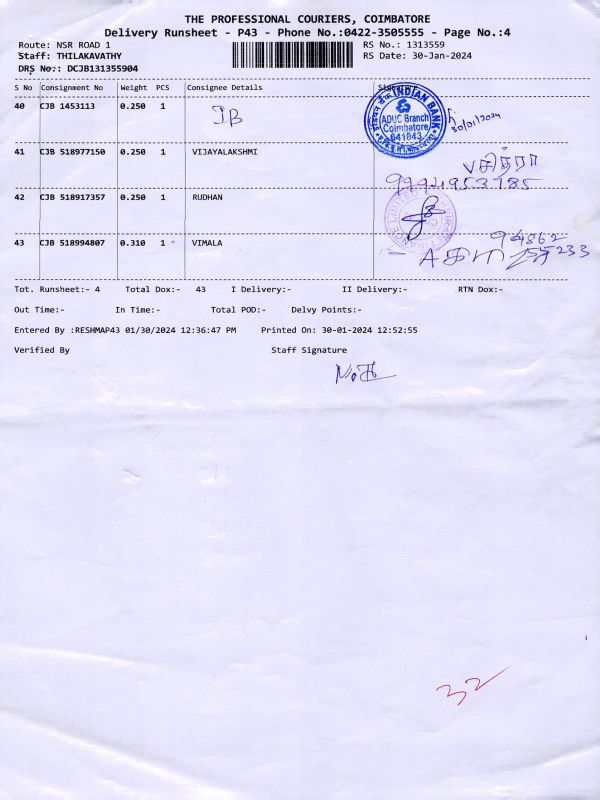 THE PROFESSIONAL COURIERS, COIMBATORE
Delivery Runsheet - P43 - Phone No.:0422-3505555 - Page No.:4
Route: NSR ROAD 1 RS No.: 1313559
Staff: THILAKAVATHY RS Date: 30-Jan-2024
DRS No.: DCJB131355904
S No Consignment No Weight PCS Consignee Details Signature
40 CJB 1453113 0.250 1 IB
INDIAN BANK
ADUC Branch
Coimbatore
641043
30/01/2024
41 CJB 518977150 0.250 1 VIJAYALAKSHMI
வசித்ரா
9994953785
42 CJB 518917357 0.250 1 RUDHAN
43 CJB 518994807 0.310 1 VIMALA
94862
233
Tot. Runsheet:- 4 Total Dox:- 43 I Delivery:- II Delivery:- RTN Dox:-
Out Time:- In Time:- Total POD:- Delvy Points:-
Entered By :RESHMAP43 01/30/2024 12:36:47 PM Printed On: 30-01-2024 12:52:55
Verified By Staff Signature
32